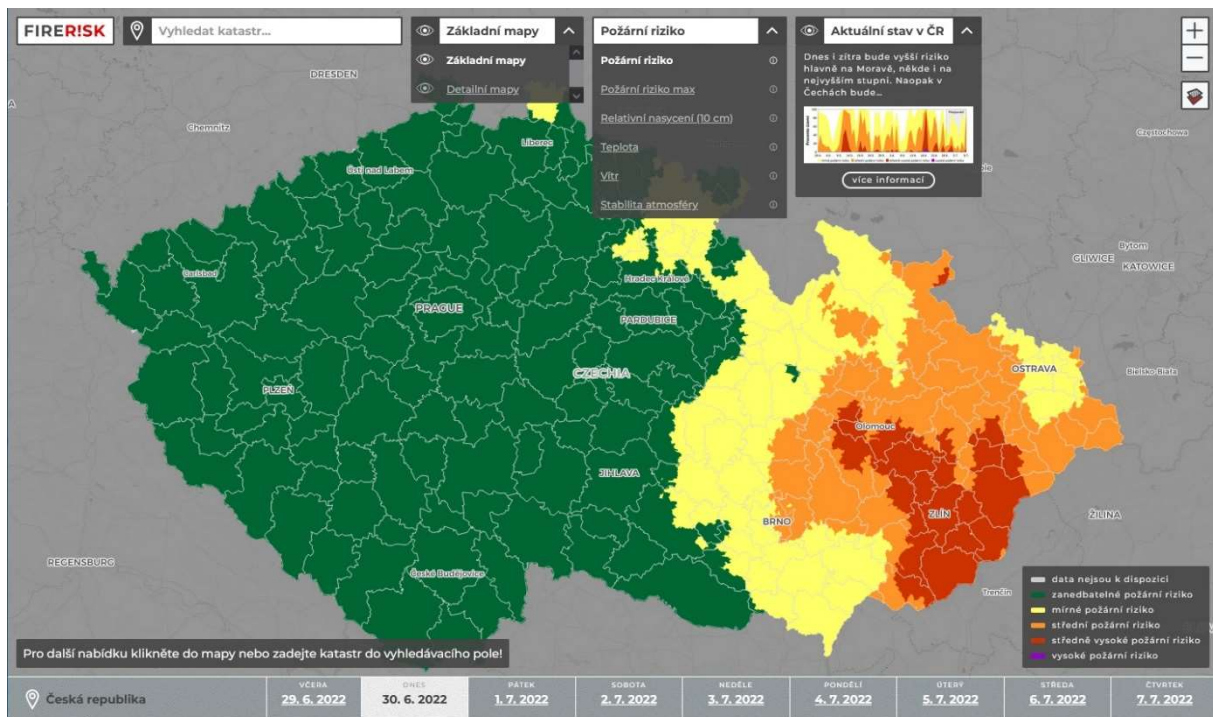 FIRER!SK
Vyhledat katastr...
Základní mapy
Základní mapy
Detailní mapy
Požární riziko
Požární riziko
Požární riziko max
Relativní nasycení (10 cm)
Teplota
Vítr
Stabilita atmosféry
Aktuální stav v ČR
Dnes i zítra bude vyšší riziko
hlavně na Moravě, někde i na
nejvyšším stupni. Naopak v
Čechách bude...
více informací
DRESDEN
Chemnitz
Liberec
Ústí nad Labem
Częstochowa
Carlsbad
PRAGUE
Hradec Králové
PARDUBICE
Bytom
GLIWICE
KATOWICE
CZECHIA
PLZEŇ
OSTRAVA
Bielsko-Biala
Olomouc
JIHLAVA
BRNO
ZLÍN
ŽILINA
REGENSBURG
České Budějovice
Trenčín
data nejsou k dispozici
zanedbatelné požární riziko
mírné požární riziko
střední požární riziko
středně vysoké požární riziko
vysoké požární riziko
Pro další nabídku klikněte do mapy nebo zadejte katastr do vyhledávacího pole!
Česká republika
VČERA
29. 6. 2022
DNES
30. 6. 2022
PÁTEK
1. 7. 2022
SOBOTA
2. 7. 2022
NEDĚLE
3. 7. 2022
PONDĚLÍ
4. 7. 2022
ÚTERÝ
5. 7. 2022
STŘEDA
6. 7. 2022
ČTVRTEK
7. 7. 2022